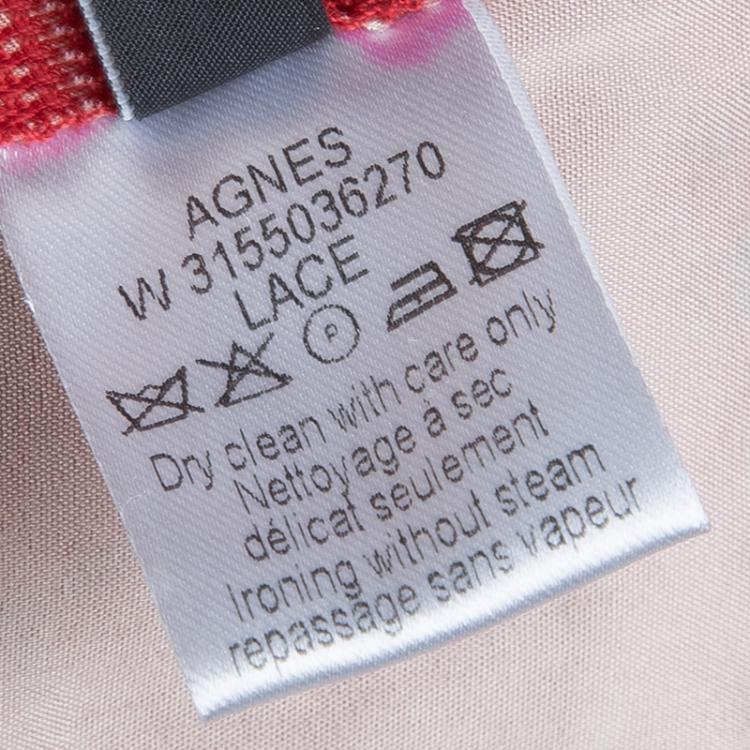 AGNES
W 3155036270
LACE
P
Dry clean with care only
Nettoyage à sec
délicat seulement
Ironing without steam
repassage sans vapeur